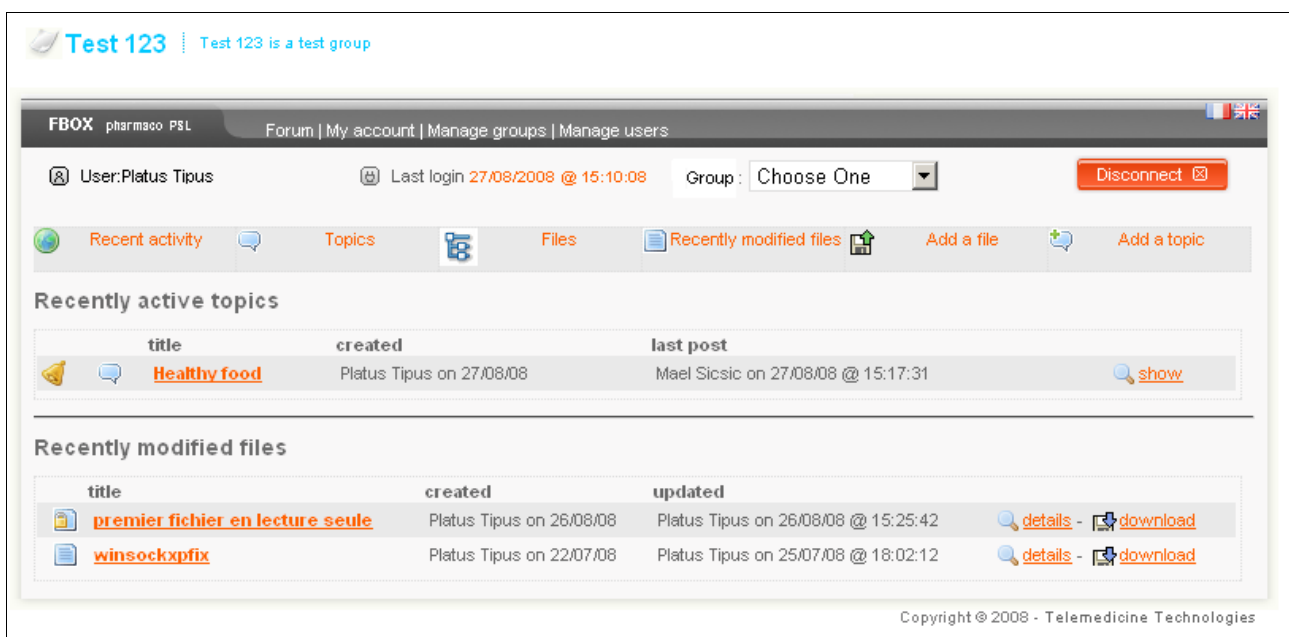 Test 123 Test 123 is a test group
FBOX pharmaco PSL Forum | My account | Manage groups | Manage users
User:Platus Tipus Last login 27/08/2008 @ 15:10:08 Group : Choose One Disconnect
Recent activity Topics Files Recently modified files Add a file Add a topic
Recently active topics
title created last post
Healthy food Platus Tipus on 27/08/08 Mael Sicsic on 27/08/08 @ 15:17:31 show
Recently modified files
title created updated
premier fichier en lecture seule Platus Tipus on 26/08/08 Platus Tipus on 26/08/08 @ 15:25:42 details - download
winsockxpfix Platus Tipus on 22/07/08 Platus Tipus on 25/07/08 @ 18:02:12 details - download
Copyright © 2008 - Telemedicine Technologies